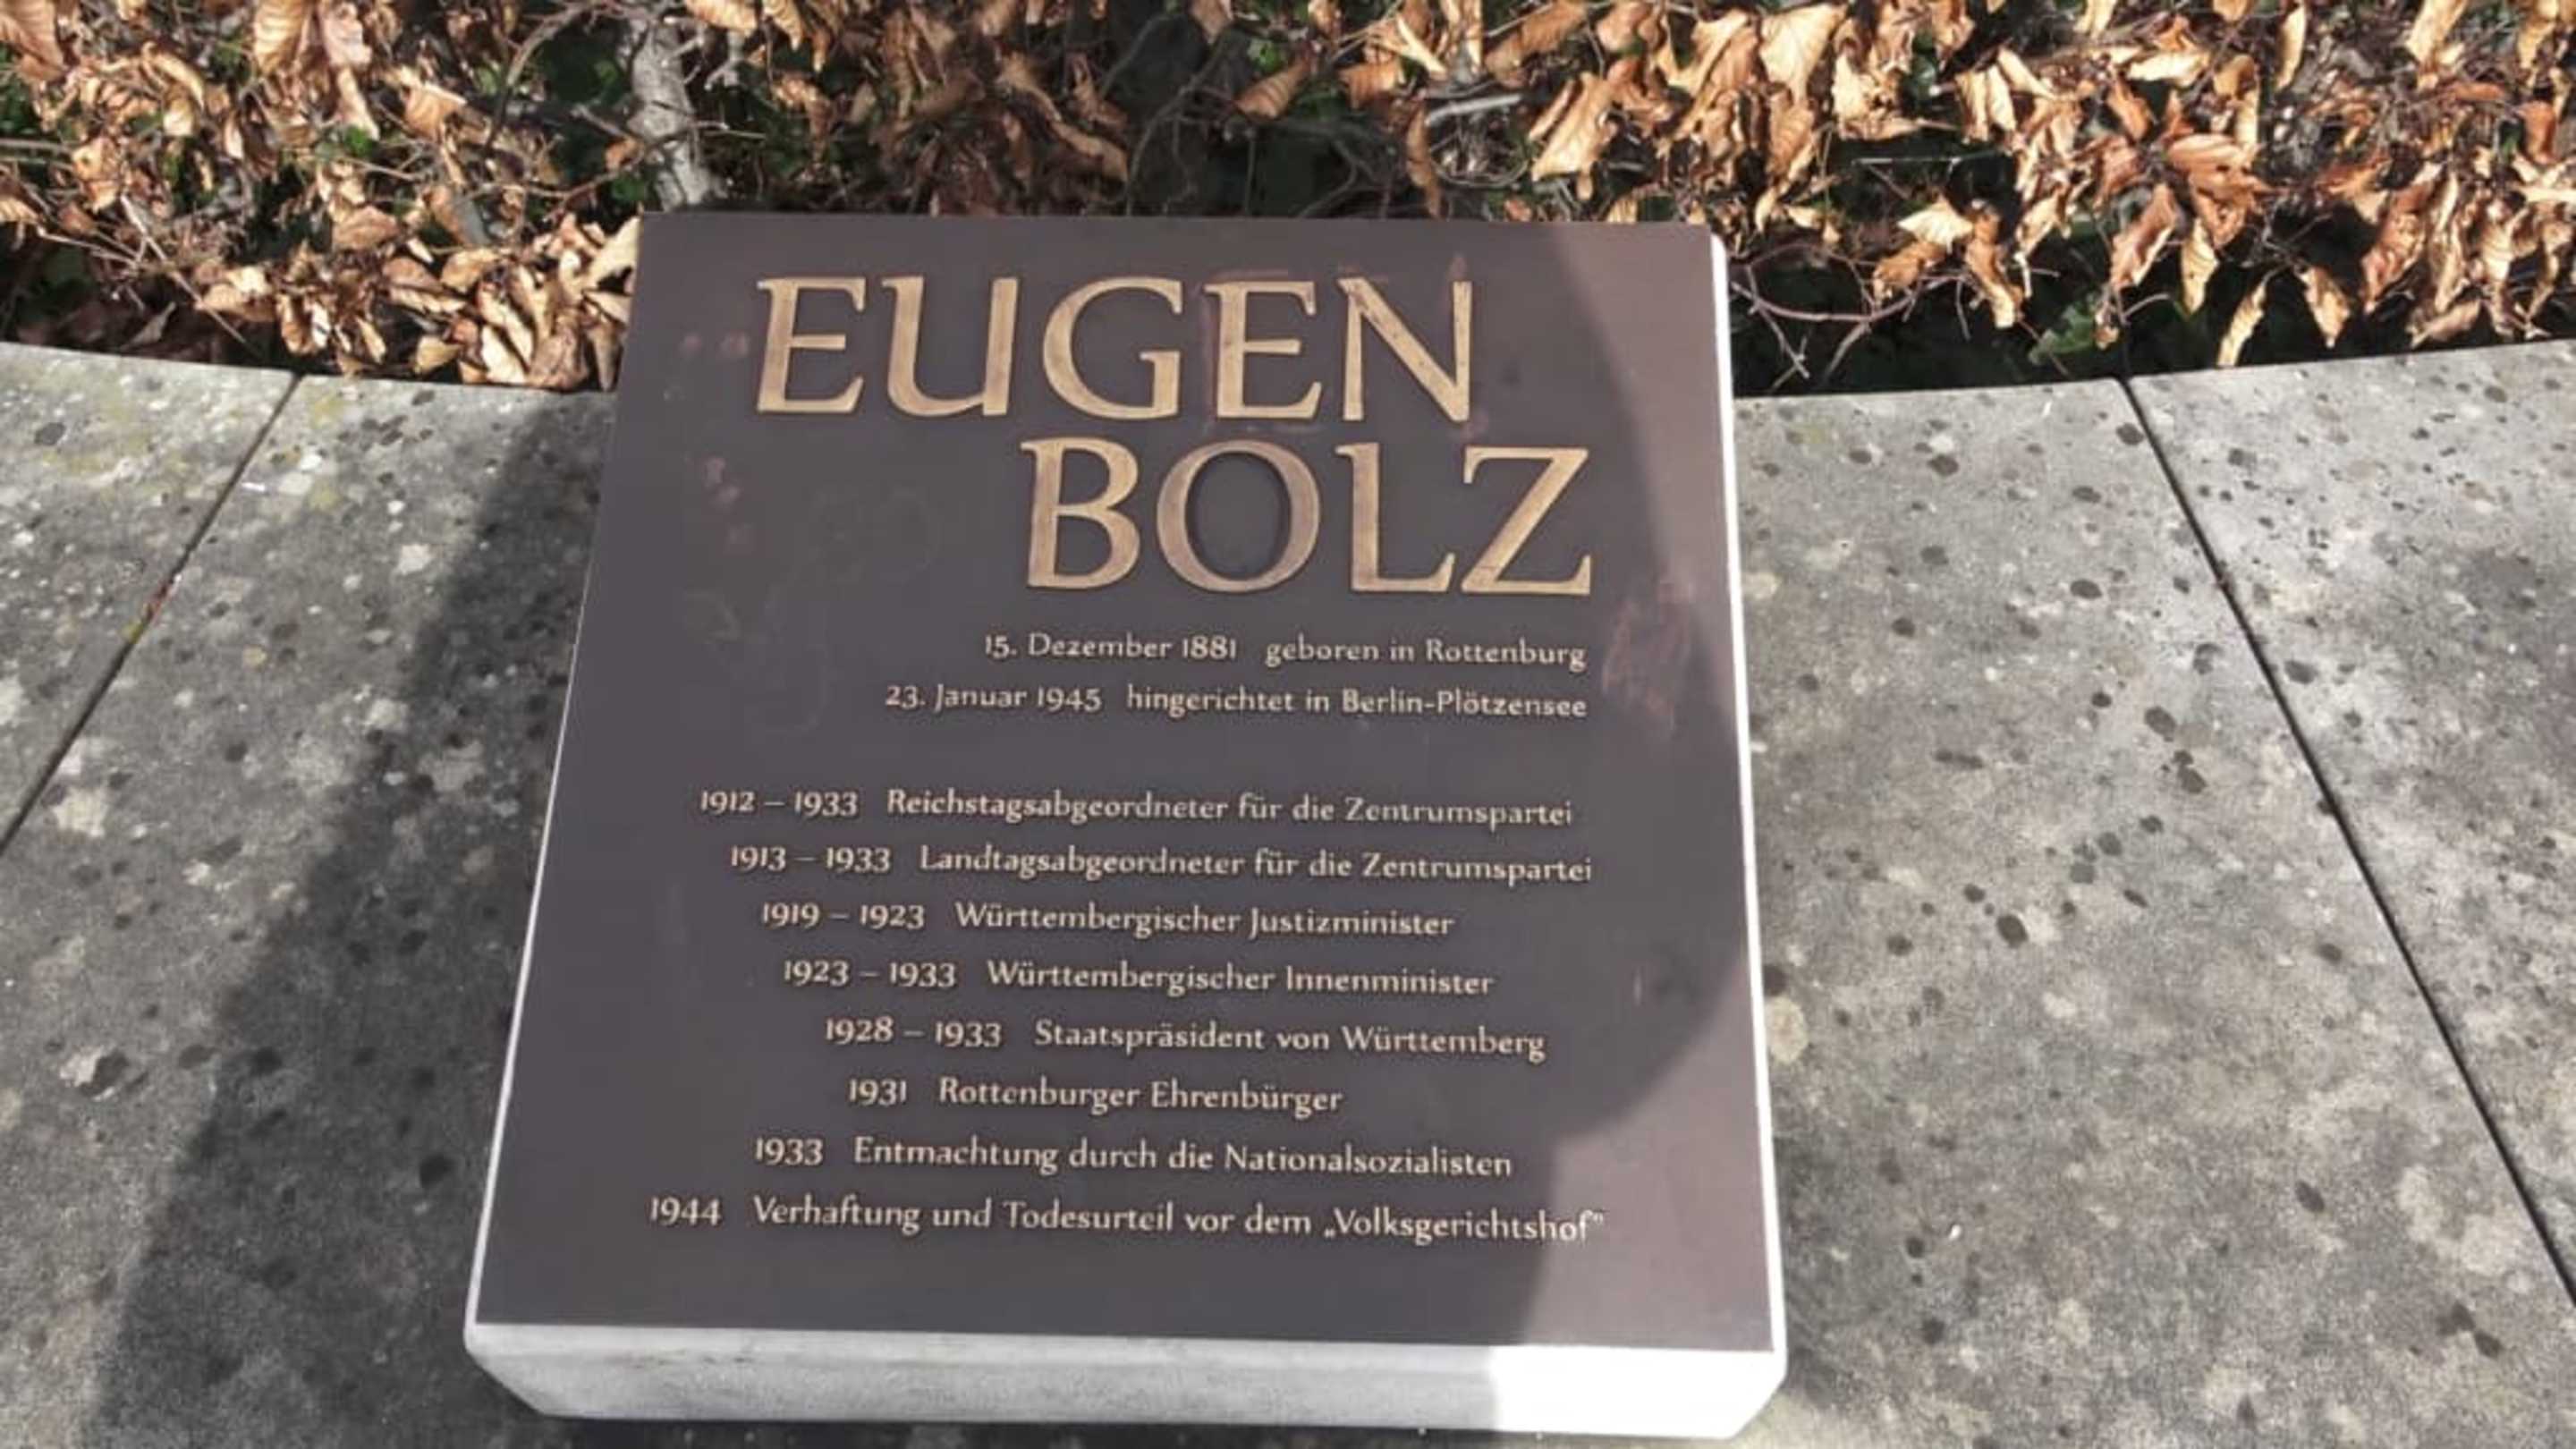 EUGEN
BOLZ
15. Dezember 1881 geboren in Rottenburg
23. Januar 1945 hingerichtet in Berlin-Plötzensee
1912 – 1933 Reichstagsabgeordneter für die Zentrumspartei
1913 – 1933 Landtagsabgeordneter für die Zentrumspartei
1919 – 1923 Württembergischer Justizminister
1923 – 1933 Württembergischer Innenminister
1928 – 1933 Staatspräsident von Württemberg
1931 Rottenburger Ehrenbürger
1933 Entmachtung durch die Nationalsozialisten
1944 Verhaftung und Todesurteil vor dem „Volksgerichtshof“